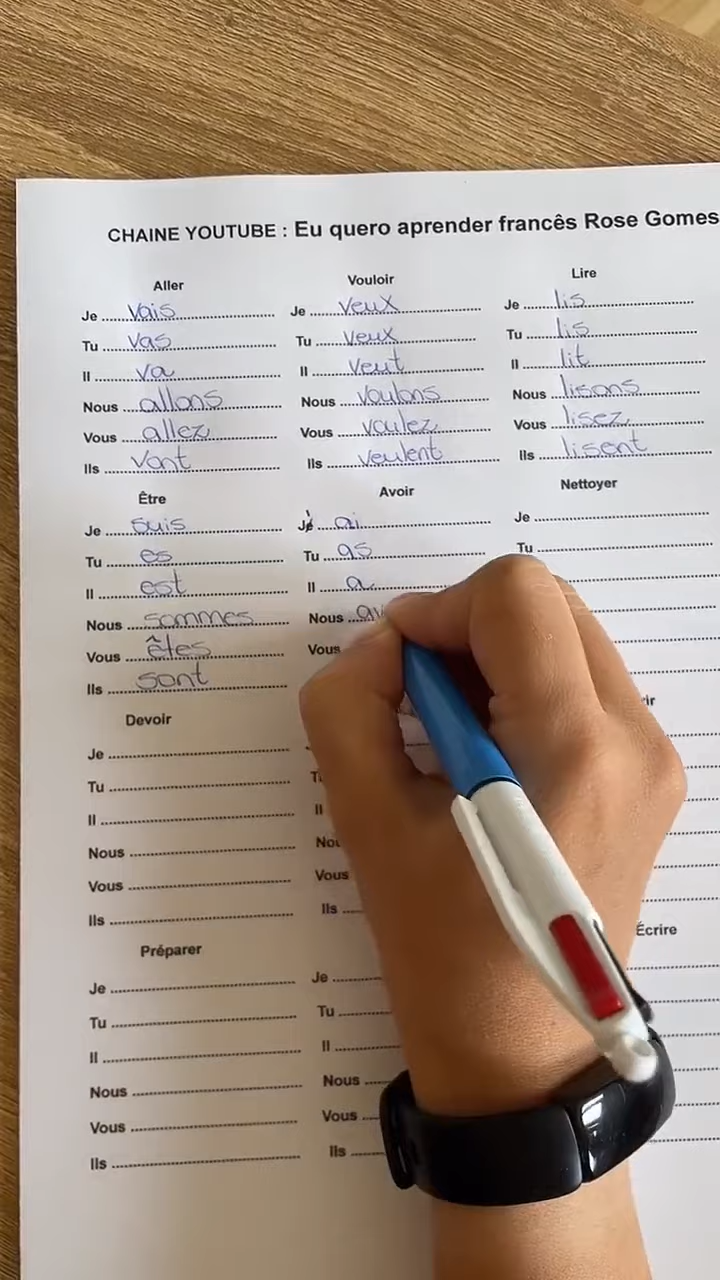 CHAINE YOUTUBE : Eu quero aprender francês Rose Gomes
Aller
Je vais
Tu vas
Il va
Nous allons
Vous allez
Ils vont
Vouloir
Je veux
Tu veux
Il veut
Nous voulons
Vous voulez
Ils veulent
Lire
Je lis
Tu lis
Il lit
Nous lisons
Vous lisez
Ils lisent
Être
Je suis
Tu es
Il est
Nous sommes
Vous êtes
Ils sont
Avoir
J' ai
Tu as
Il a
Nous av
Vous
Nettoyer
Je
Tu
Devoir
Je
Tu
Il
Nous
Vous
Ils
Il
Vous
Ils
Préparer
Je
Tu
Il
Nous
Vous
Ils
Je
Tu
Il
Nous
Vous
Ils
Écrire